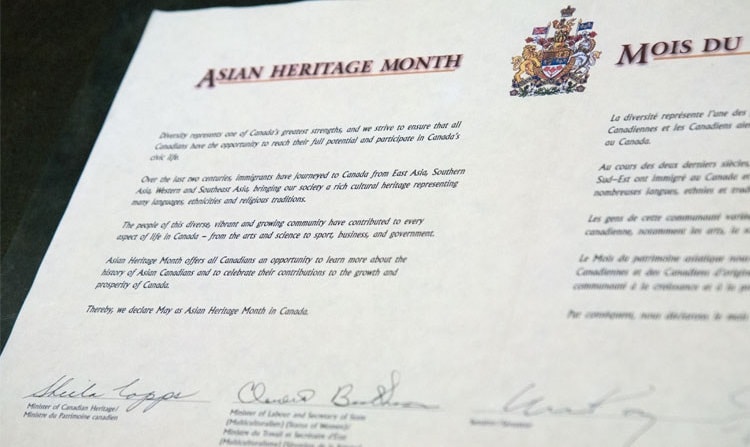 ASIAN HERITAGE MONTH
Diversity represents one of Canada's greatest strengths, and we strive to ensure that all
Canadians have the opportunity to reach their full potential and participate in Canada's
civic life.
Over the last two centuries, immigrants have journeyed to Canada from East Asia, Southern
Asia, Western and Southeast Asia, bringing our society a rich cultural heritage representing
many languages, ethnicities and religious traditions.
The people of this diverse, vibrant and growing community have contributed to every
aspect of life in Canada – from the arts and science to sport, business, and government.
Asian Heritage Month offers all Canadians an opportunity to learn more about the
history of Asian Canadians and to celebrate their contributions to the growth and
prosperity of Canada.
Thereby, we declare May as Asian Heritage Month in Canada.
Sheila Copps
Minister of Canadian Heritage/
Ministre du Patrimoine canadien
Minister of Labour and Secretary of State
(Multiculturalism) (Status of Women)/
Ministre du Travail et Secrétaire d'État
MOIS DU
La diversité représente l'une des
Canadiennes et les Canadiens aient
au Canada.
Au cours des deux derniers siècles,
Sud-Est ont immigré au Canada et
nombreuses langues, ethnies et
Les gens de cette communauté
canadienne, notamment les arts, le
Le Mois du patrimoine asiatique
Canadiennes et des Canadiens d'origine
communauté à la croissance et à la
Par conséquent, nous déclarons le mois